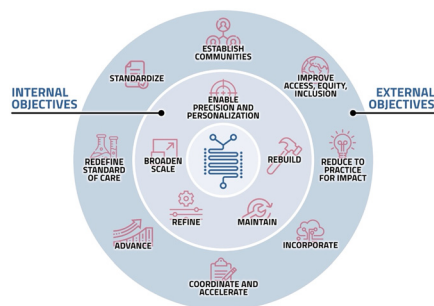 ESTABLISH
COMMUNITIES
STANDARDIZE
IMPROVE
ACCESS, EQUITY,
INCLUSION
INTERNAL
OBJECTIVES
EXTERNAL
OBJECTIVES
ENABLE
PRECISION AND
PERSONALIZATION
REDEFINE
STANDARD
OF CARE
BROADEN
SCALE
REBUILD
REDUCE TO
PRACTICE
FOR IMPACT
REFINE
MAINTAIN
ADVANCE
INCORPORATE
COORDINATE AND
ACCELERATE